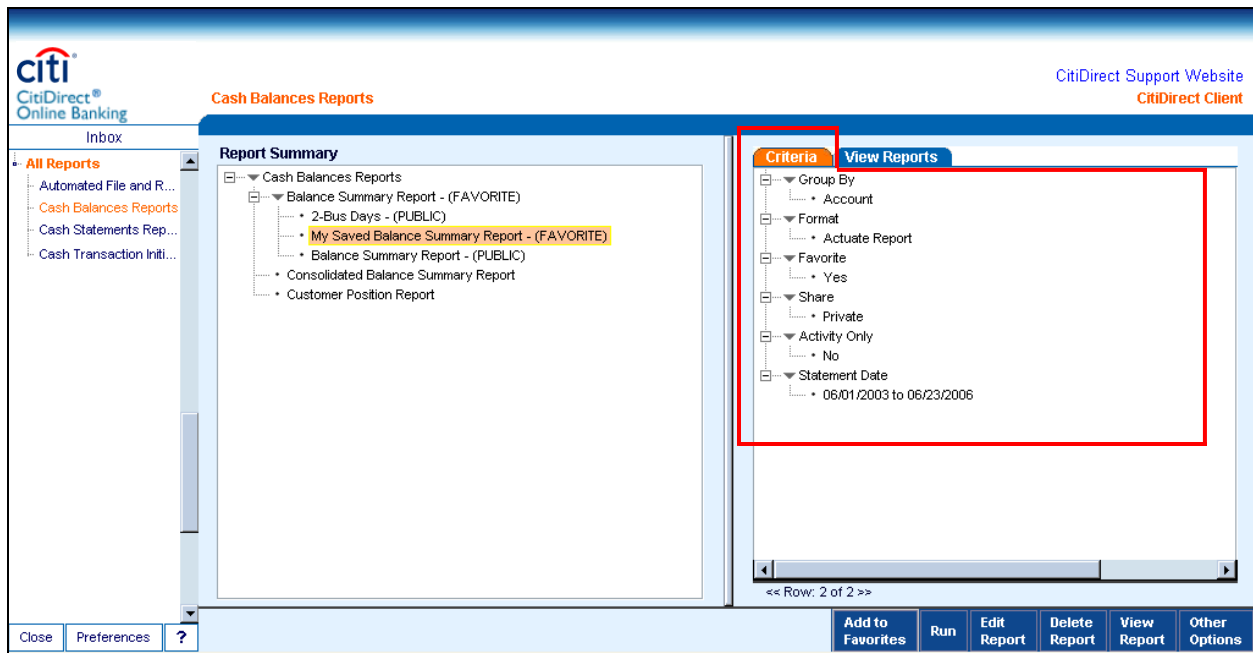 citi
CitiDirect®
Online Banking
Cash Balances Reports
CitiDirect Support Website
CitiDirect Client
Inbox
All Reports
Automated File and R...
Cash Balances Reports
Cash Statements Rep...
Cash Transaction Initi...
Report Summary
Cash Balances Reports
Balance Summary Report - (FAVORITE)
2-Bus Days - (PUBLIC)
My Saved Balance Summary Report - (FAVORITE)
Balance Summary Report - (PUBLIC)
Consolidated Balance Summary Report
Customer Position Report
Criteria
View Reports
Group By
Account
Format
Actuate Report
Favorite
Yes
Share
Private
Activity Only
No
Statement Date
06/01/2003 to 06/23/2006
<< Row: 2 of 2 >>
Close
Preferences
?
Add to
Favorites
Run
Edit
Report
Delete
Report
View
Report
Other
Options